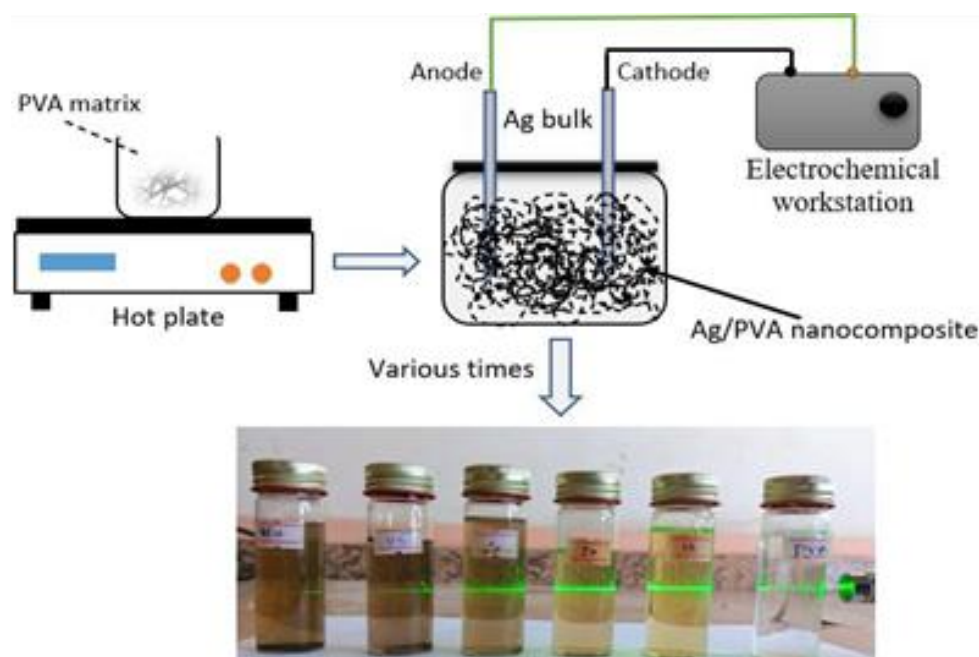 Anode
Cathode
PVA matrix
Ag bulk
Electrochemical
workstation
Hot plate
Ag/PVA nanocomposite
Various times